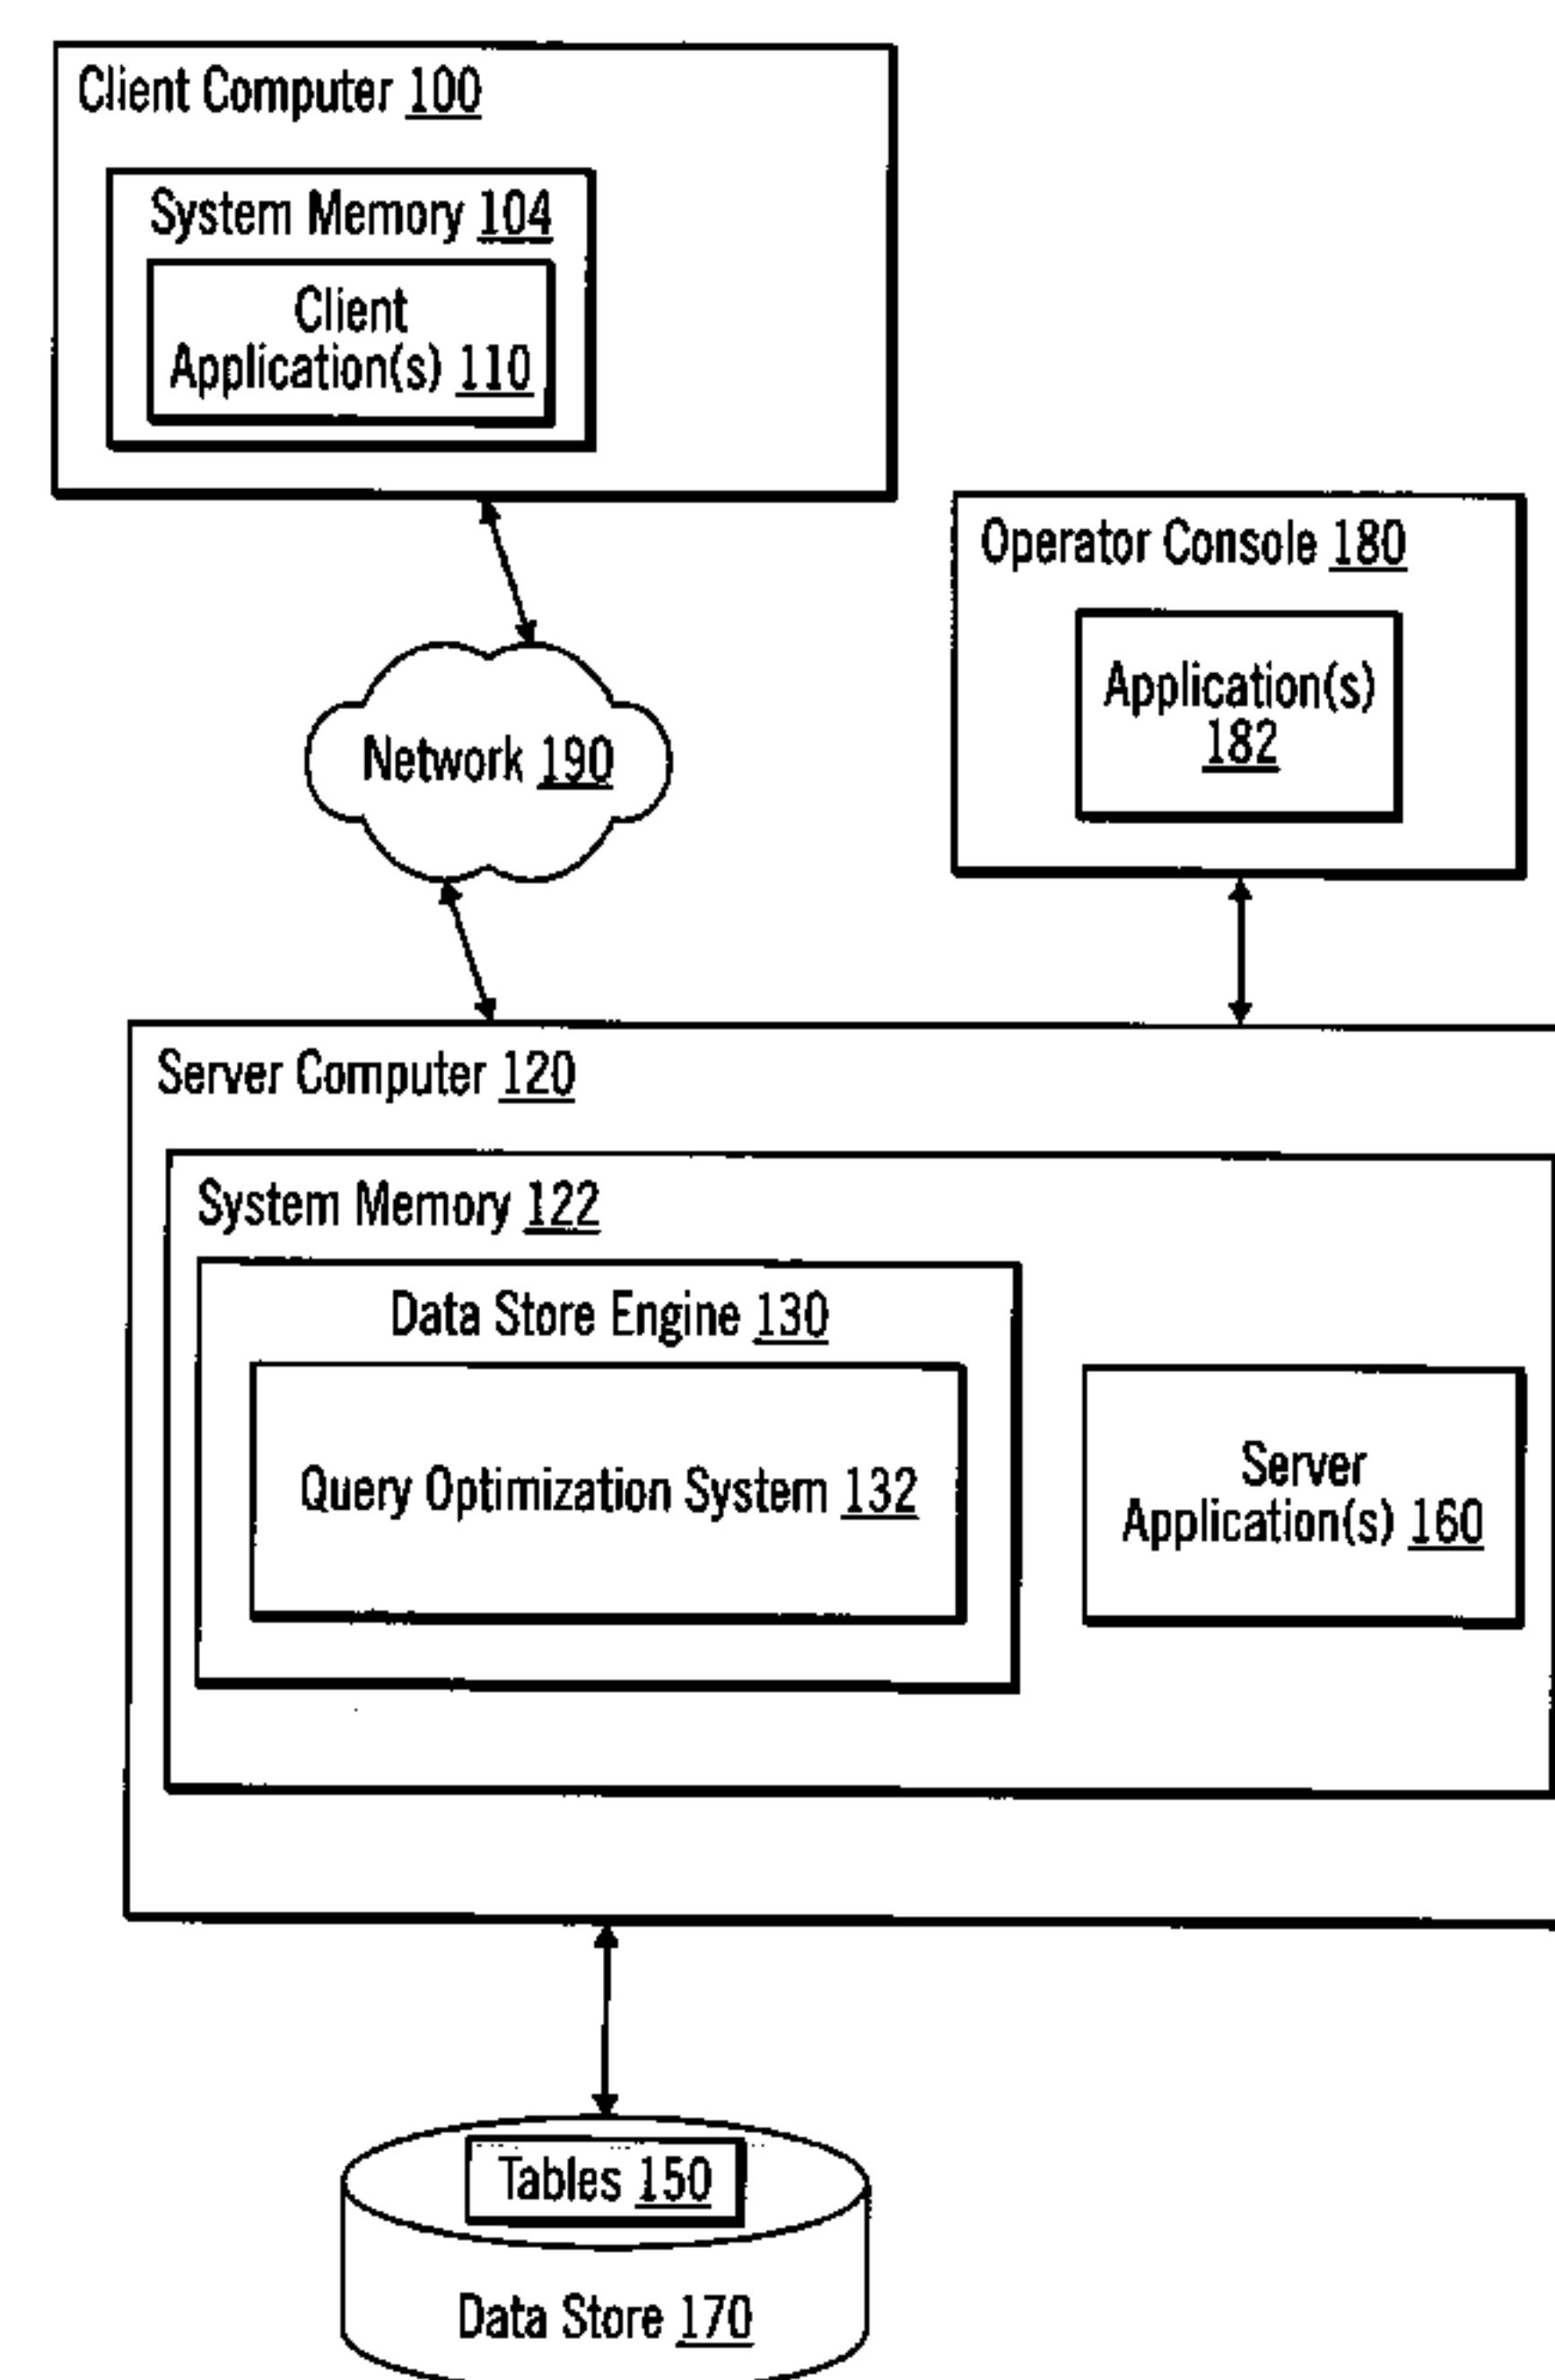 Client Computer 100
System Memory 104
Client
Application(s) 110
Operator Console 180
Application(s)
182
Network 190
Server Computer 120
System Memory 122
Data Store Engine 130
Query Optimization System 132
Server
Application(s) 160
Tables 150
Data Store 170